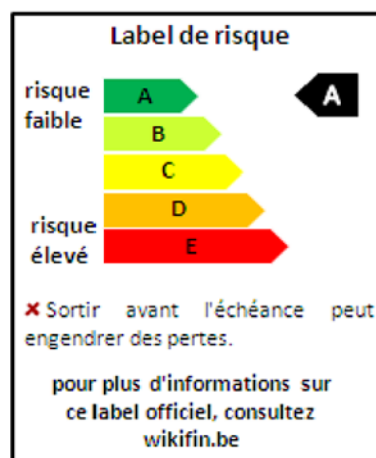 Label de risque
risque
faible
A
A
B
C
D
risque
élevé
E
✘ Sortir avant l'échéance peut
engendrer des pertes.
pour plus d'informations sur
ce label officiel, consultez
wikifin.be